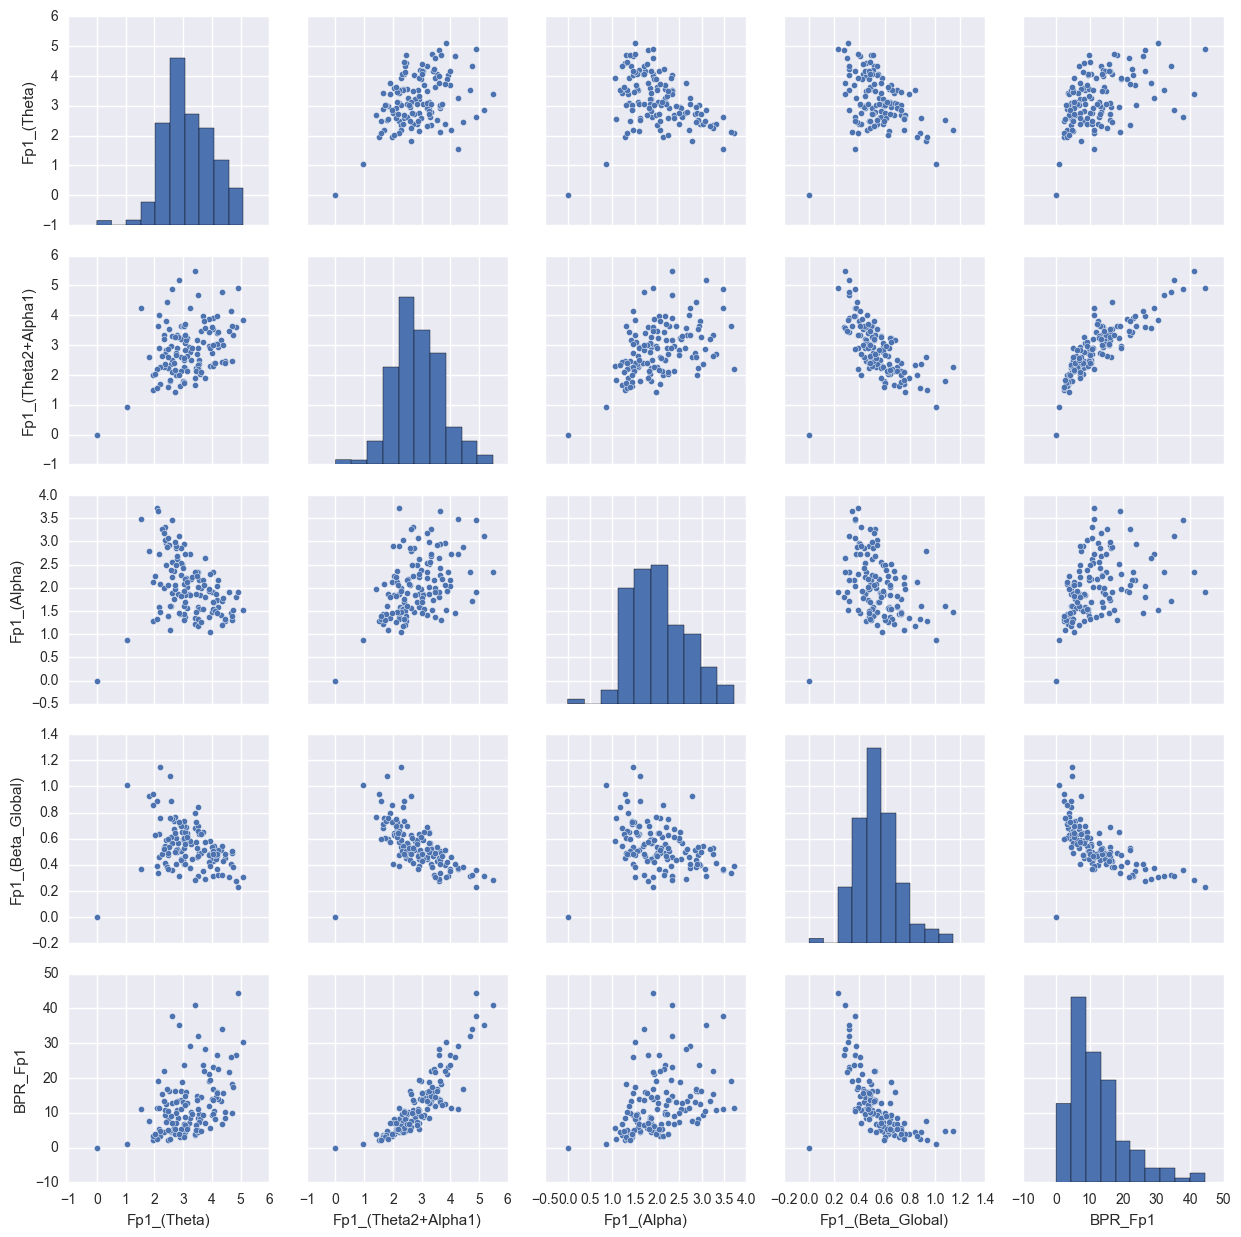 6
5
4
3
2
1
0
−1
Fp1_(Theta)
6
5
4
3
2
1
0
−1
Fp1_(Theta2+Alpha1)
4.0
3.5
3.0
2.5
2.0
1.5
1.0
0.5
0.0
−0.5
Fp1_(Alpha)
1.4
1.2
1.0
0.8
0.6
0.4
0.2
0.0
−0.2
Fp1_(Beta_Global)
50
40
30
20
10
0
−10
BPR_Fp1
−1 0 1 2 3 4 5 6
Fp1_(Theta)
−1 0 1 2 3 4 5 6
Fp1_(Theta2+Alpha1)
−0.5 0.0 0.5 1.0 1.5 2.0 2.5 3.0 3.5 4.0
Fp1_(Alpha)
−0.2 0.0 0.2 0.4 0.6 0.8 1.0 1.2 1.4
Fp1_(Beta_Global)
−10 0 10 20 30 40 50
BPR_Fp1